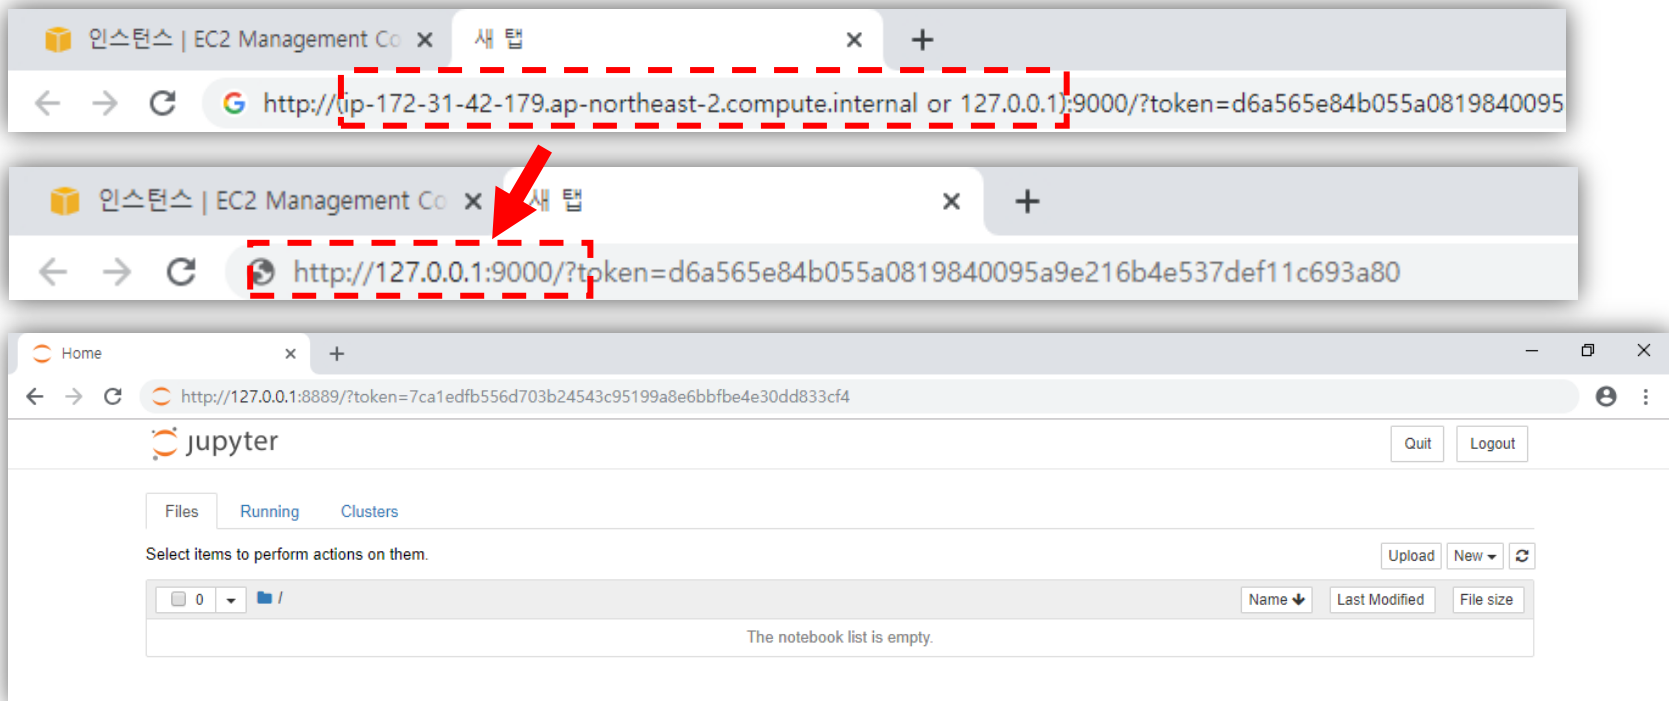 인스턴스 | EC2 Management Co
새 탭
http://(ip-172-31-42-179.ap-northeast-2.compute.internal or 127.0.0.1):9000/?token=d6a565e84b055a0819840095
인스턴스 | EC2 Management Co
새 탭
http://127.0.0.1:9000/?token=d6a565e84b055a0819840095a9e216b4e537def11c693a80
Home
http://127.0.0.1:8889/?token=7ca1edfb556d703b24543c95199a8e6bbfbe4e30dd833cf4
jupyter
Quit Logout
Files Running Clusters
Select items to perform actions on them.
Upload New
0 /
Name Last Modified File size
The notebook list is empty.